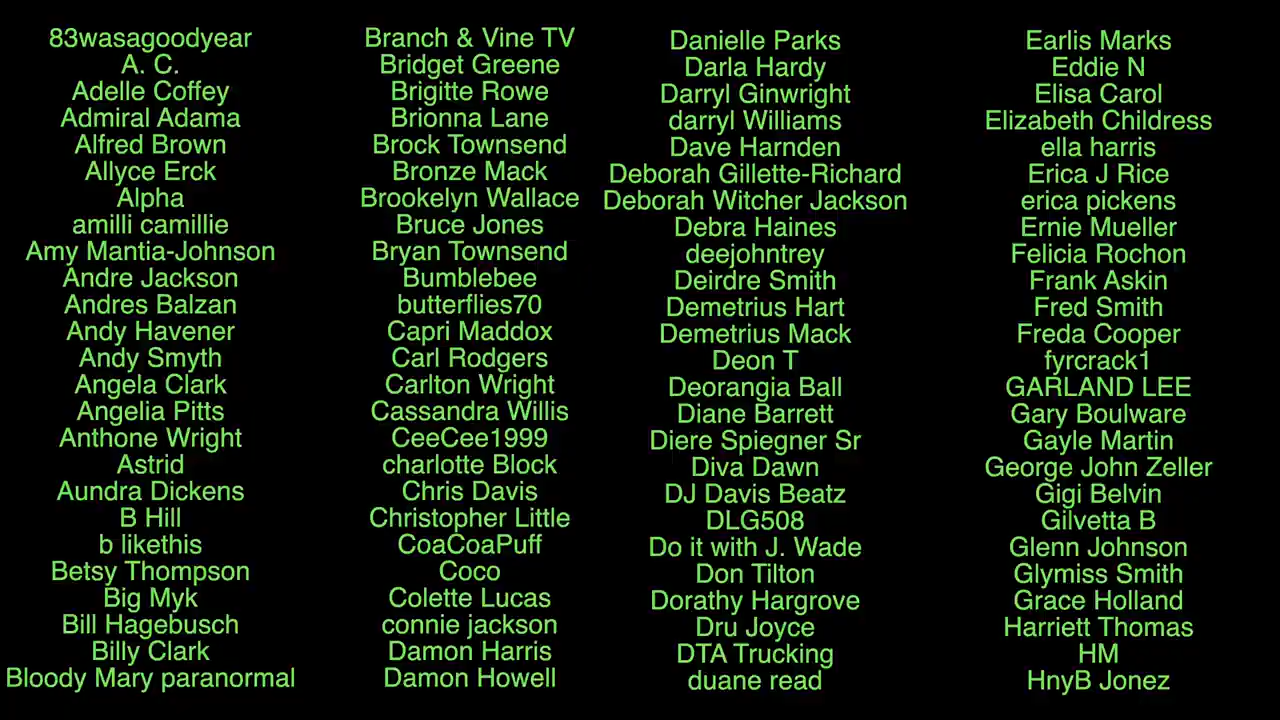 83wasagoodyear
A. C.
Adelle Coffey
Admiral Adama
Alfred Brown
Allyce Erck
Alpha
amilli camillie
Amy Mantia-Johnson
Andre Jackson
Andres Balzan
Andy Havener
Andy Smyth
Angela Clark
Angelia Pitts
Anthone Wright
Astrid
Aundra Dickens
B Hill
b likethis
Betsy Thompson
Big Myk
Bill Hagebusch
Billy Clark
Bloody Mary paranormal
Branch & Vine TV
Bridget Greene
Brigitte Rowe
Brionna Lane
Brock Townsend
Bronze Mack
Brookelyn Wallace
Bruce Jones
Bryan Townsend
Bumblebee
butterflies70
Capri Maddox
Carl Rodgers
Carlton Wright
Cassandra Willis
CeeCee1999
charlotte Block
Chris Davis
Christopher Little
CoaCoaPuff
Coco
Colette Lucas
connie jackson
Damon Harris
Damon Howell
Danielle Parks
Darla Hardy
Darryl Ginwright
darryl Williams
Dave Harnden
Deborah Gillette-Richard
Deborah Witcher Jackson
Debra Haines
deejohntrey
Deirdre Smith
Demetrius Hart
Demetrius Mack
Deon T
Deorangia Ball
Diane Barrett
Diere Spiegner Sr
Diva Dawn
DJ Davis Beatz
DLG508
Do it with J. Wade
Don Tilton
Dorathy Hargrove
Dru Joyce
DTA Trucking
duane read
Earlis Marks
Eddie N
Elisa Carol
Elizabeth Childress
ella harris
Erica J Rice
erica pickens
Ernie Mueller
Felicia Rochon
Frank Askin
Fred Smith
Freda Cooper
fyrcrack1
GARLAND LEE
Gary Boulware
Gayle Martin
George John Zeller
Gigi Belvin
Gilvetta B
Glenn Johnson
Glymiss Smith
Grace Holland
Harriett Thomas
HM
HnyB Jonez